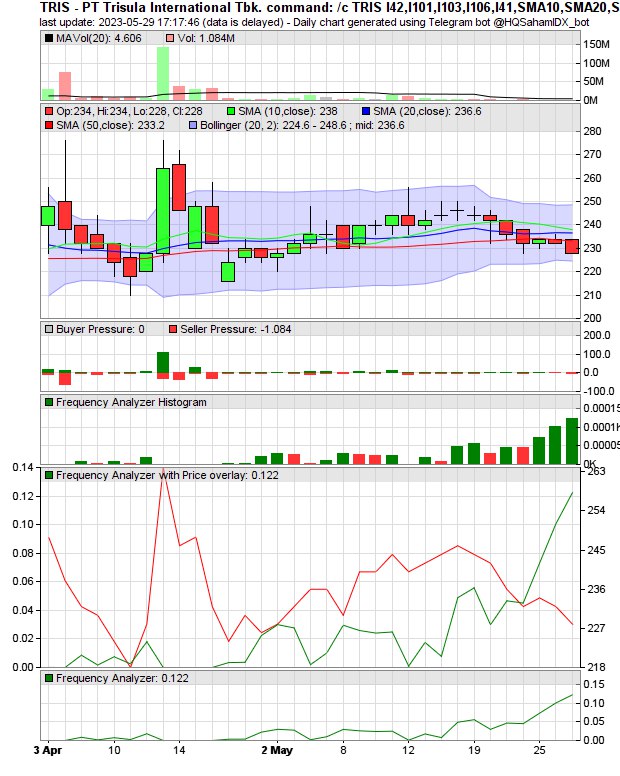 TRIS - PT Trisula International Tbk. command: /c TRIS I42,I101,I103,I106,I41,SMA10,SMA20,S
last update: 2023-05-29 17:17:46 (data is delayed) - Daily chart generated using Telegram bot @HQSahamIDX_bot
MAVol(20): 4.606 Vol: 1.084M
150M
100M
50M
0M
Op:234, Hi:234, Lo:228, Cl:228 SMA (10,close): 238 SMA (20,close): 236.6
SMA (50,close): 233.2 Bollinger (20, 2): 224.6 - 248.6 ; mid: 236.6
280
270
260
250
240
230
220
210
200
Buyer Pressure: 0 Seller Pressure: -1.084
200.0
100.0
0.0
-100.0
Frequency Analyzer Histogram
0.00015
0.0001K
0.00005
0K
Frequency Analyzer with Price overlay: 0.122
0.14 263
0.12 254
0.10 245
0.08
0.06 236
0.04 227
0.02
0.00 218
Frequency Analyzer: 0.122
0.15
0.10
0.05
0.00
3 Apr 10 14 2 May 8 12 19 25